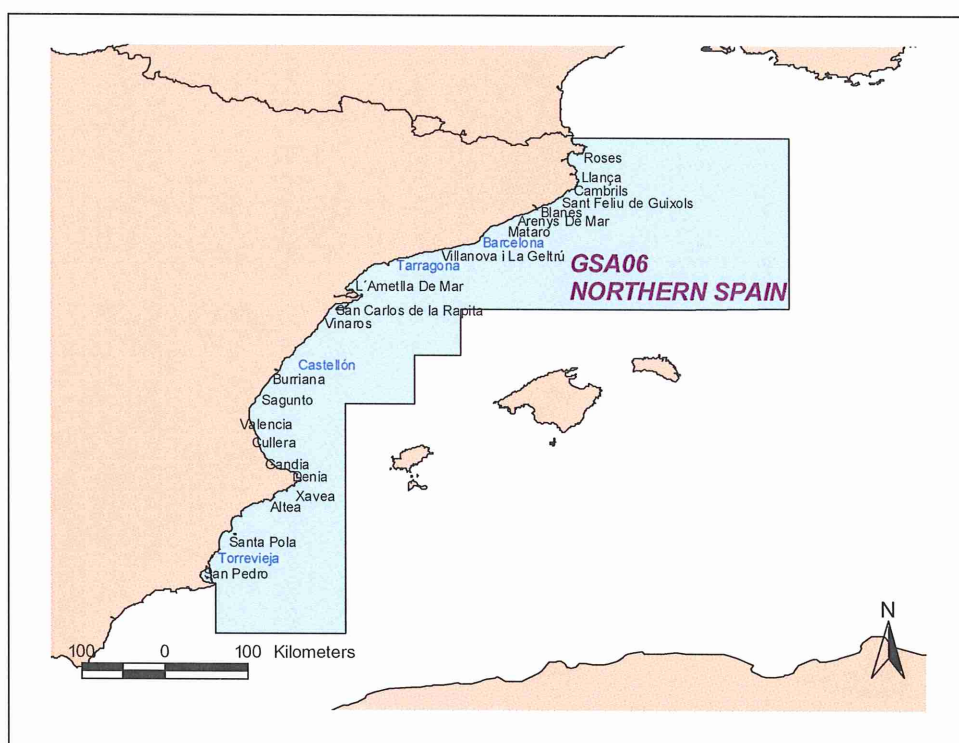 Roses
Llança
Cambrils
Sant Feliu de Guixols
Blanes
Arenys De Mar
Mataró
Barcelona
Villanova i La Geltrú
Tarragona
GSA06
NORTHERN SPAIN
L´Ametlla De Mar
San Carlos de la Rapita
Vinaros
Castellón
Burriana
Sagunto
Valencia
Cullera
Gandia
Denia
Xavea
Altea
Santa Pola
Torrevieja
San Pedro
N
100 0 100 Kilometers